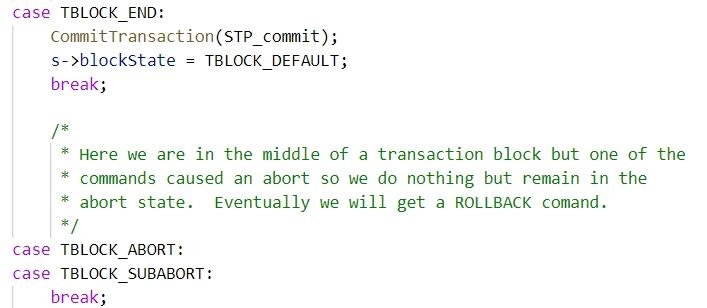 case TBLOCK_END:
    CommitTransaction(STP_commit);
    s->blockState = TBLOCK_DEFAULT;
    break;

    /*
     * Here we are in the middle of a transaction block but one of the
     * commands caused an abort so we do nothing but remain in the
     * abort state.  Eventually we will get a ROLLBACK comand.
     */
case TBLOCK_ABORT:
case TBLOCK_SUBABORT:
    break;